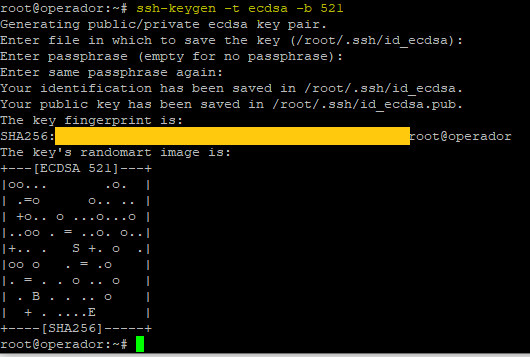 root@operador:~# ssh-keygen -t ecdsa -b 521
Generating public/private ecdsa key pair.
Enter file in which to save the key (/root/.ssh/id_ecdsa):
Enter passphrase (empty for no passphrase):
Enter same passphrase again:
Your identification has been saved in /root/.ssh/id_ecdsa.
Your public key has been saved in /root/.ssh/id_ecdsa.pub.
The key fingerprint is:
SHA256: root@operador
The key's randomart image is:
+---[ECDSA 521]---+
|oo...       .o.  |
| .=o      o.. .. |
| +o.. o ...o...o |
|..oo . = ..o. o..|
|+.. .   S +. o  .|
|oo o   . = .o    |
|. = . . o .. o   |
| . B . . .. o    |
|  + . ....E      |
+----[SHA256]-----+
root@operador:~#